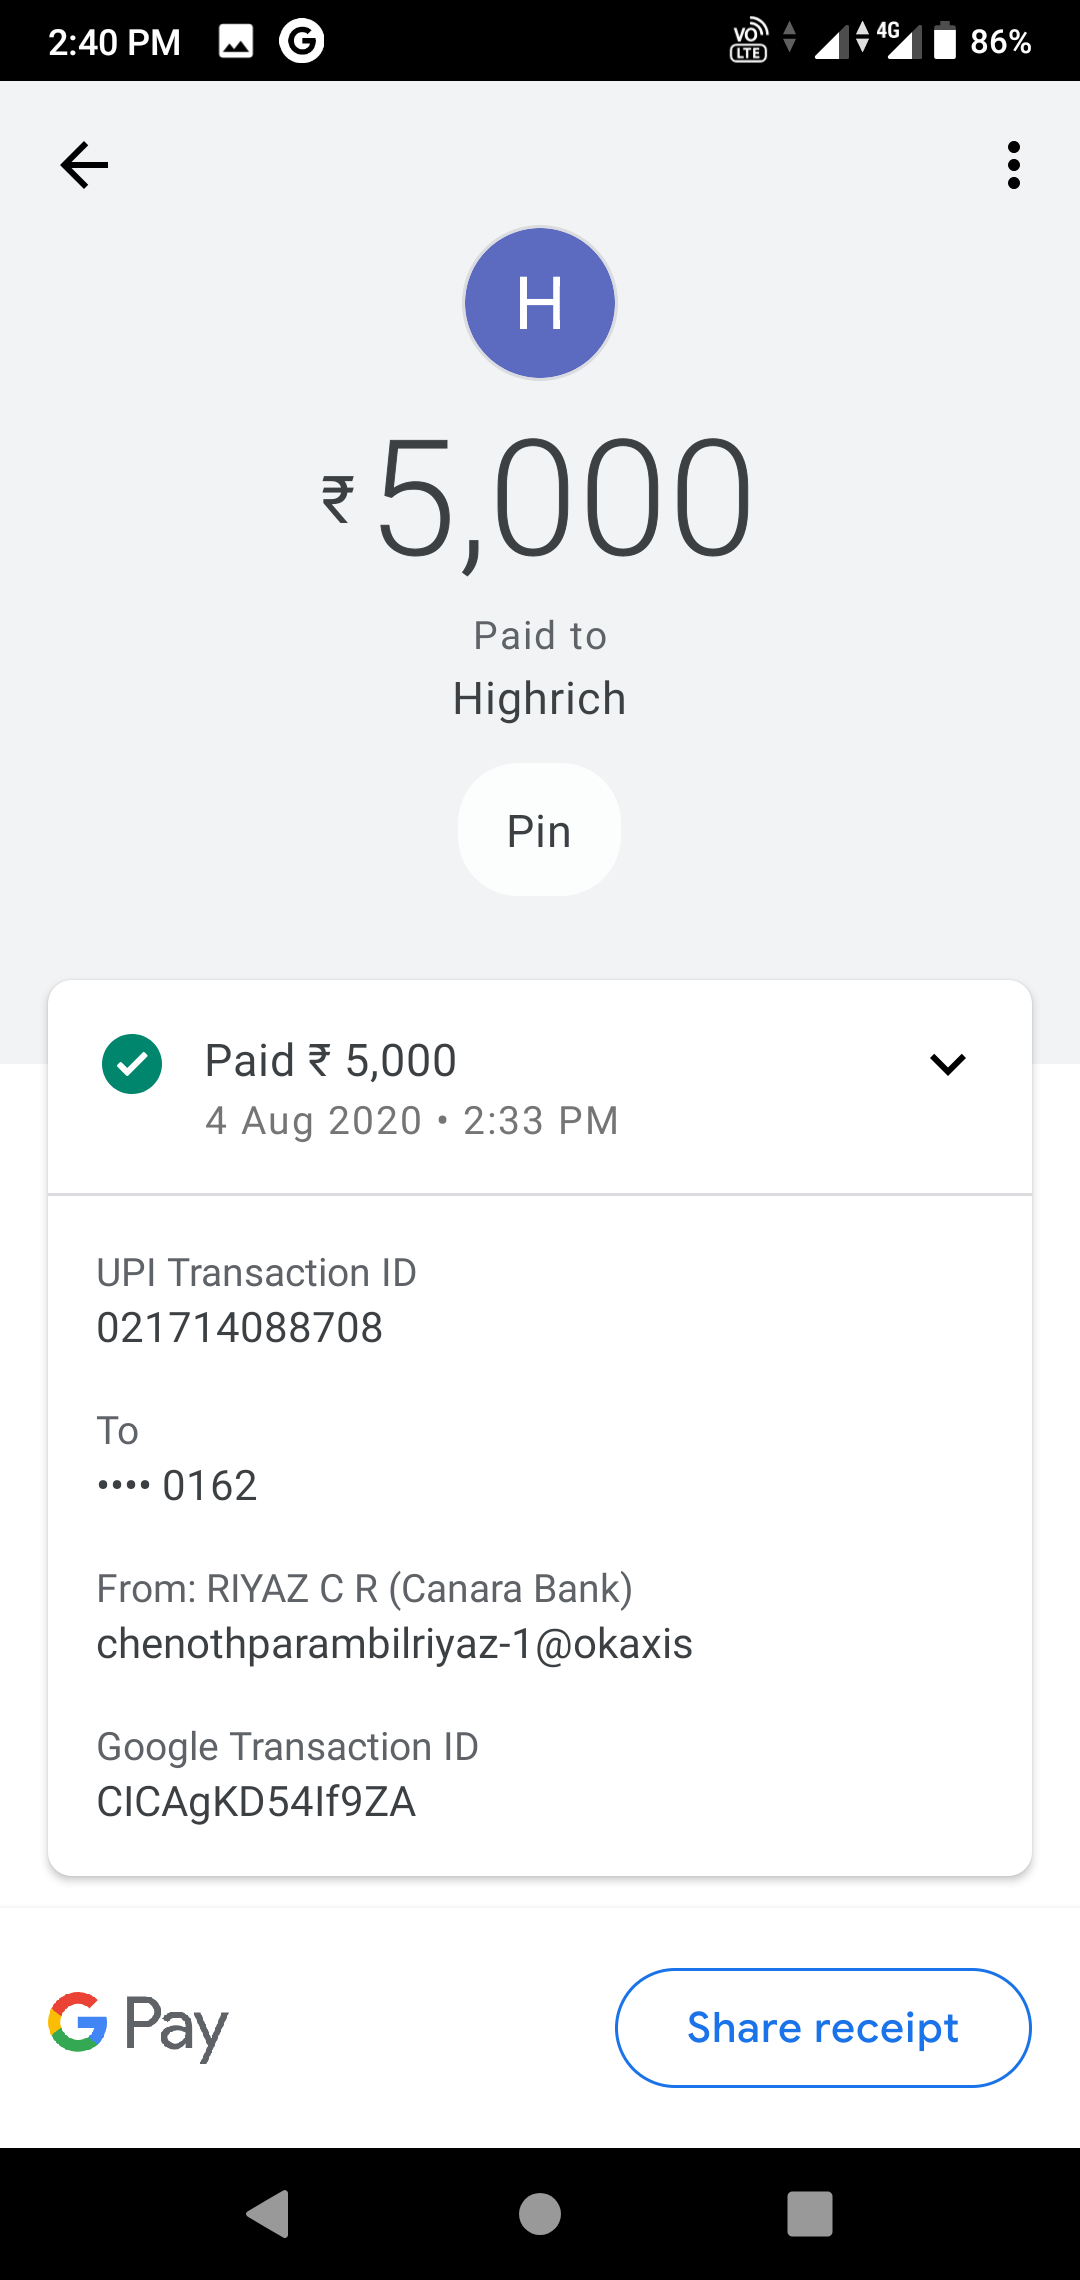 2:40 PM G VO LTE 4G 86%
H
₹5,000
Paid to
Highrich
Pin
Paid ₹ 5,000
4 Aug 2020 • 2:33 PM
UPI Transaction ID
021714088708
To
•••• 0162
From: RIYAZ C R (Canara Bank)
chenothparambilriyaz-1@okaxis
Google Transaction ID
CICAgKD54If9ZA
G Pay
Share receipt